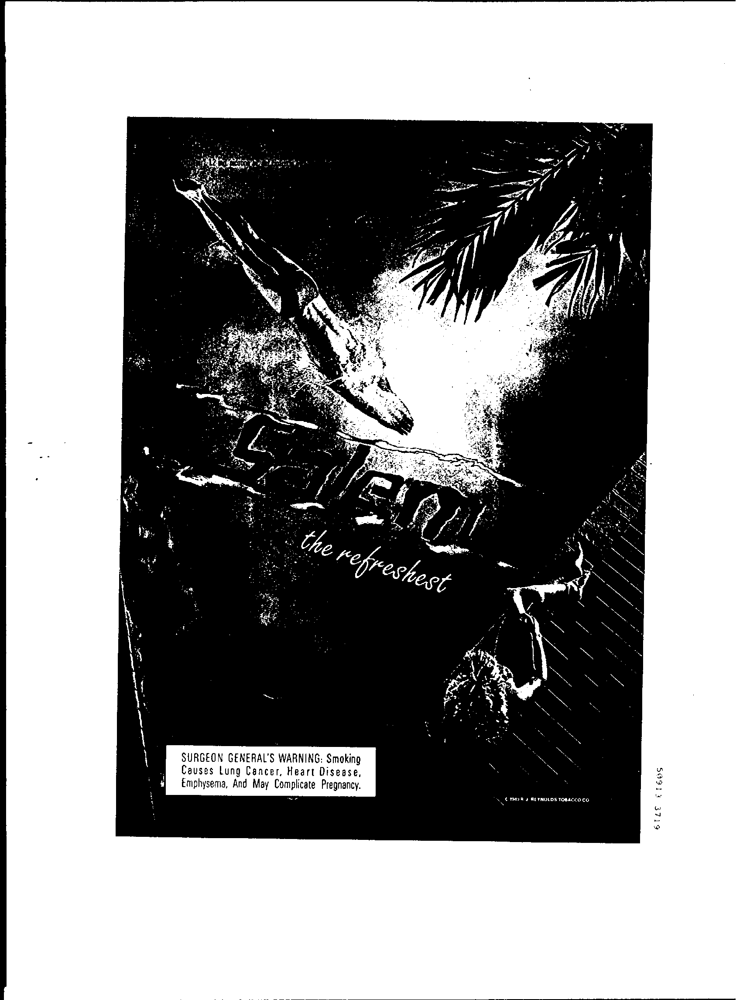 Salem
the refreshest
SURGEON GENERAL'S WARNING: Smoking
Causes Lung Cancer, Heart Disease,
Emphysema, And May Complicate Pregnancy.
R. J. REYNOLDS TOBACCO CO.
50913 3719